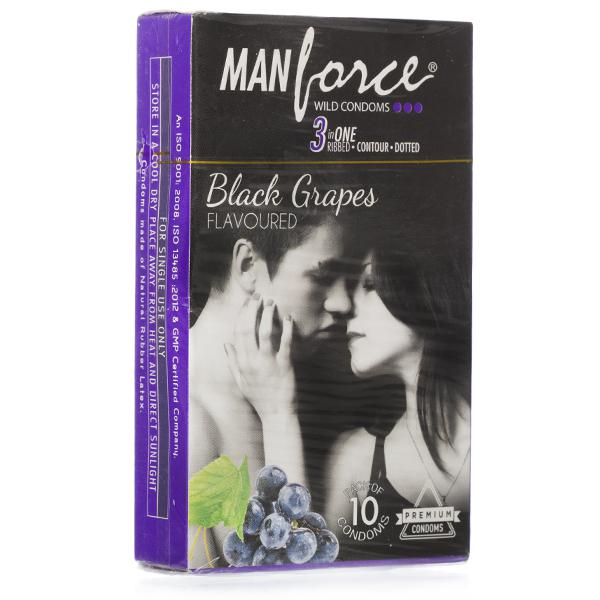 MANforce®
WILD CONDOMS
3 in ONE
RIBBED • CONTOUR • DOTTED
Black Grapes
FLAVOURED
PACK OF
10
CONDOMS
PREMIUM
CONDOMS
An ISO 9001: 2008, ISO 13485 :2012 & GMP Certified Company.
FOR SINGLE USE ONLY
STORE IN A COOL DRY PLACE AWAY FROM HEAT AND DIRECT SUNLIGHT
Condoms made of Natural Rubber Latex.